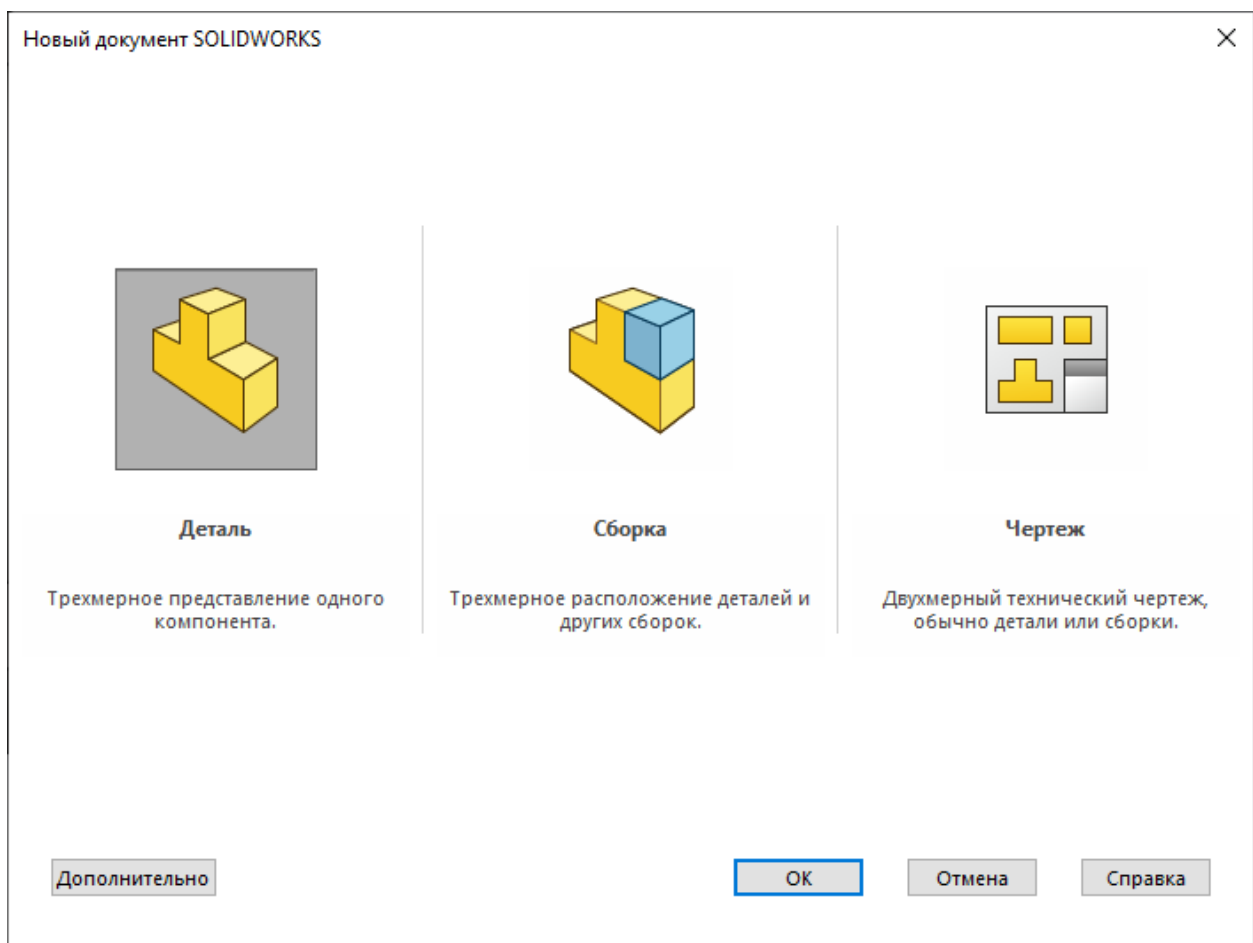 Новый документ SOLIDWORKS
Деталь
Трехмерное представление одного
компонента.
Сборка
Трехмерное расположение деталей и
других сборок.
Чертеж
Двухмерный технический чертеж,
обычно детали или сборки.
Дополнительно
ОК
Отмена
Справка